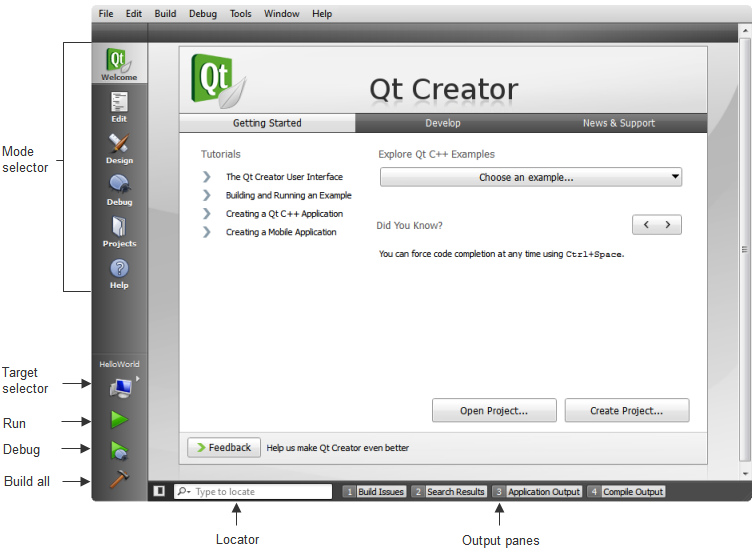 File Edit Build Debug Tools Window Help
Qt
Welcome
Edit
Design
Debug
Projects
Help
Mode
selector
Qt
Qt Creator
Getting Started Develop News & Support
Tutorials
The Qt Creator User Interface
Building and Running an Example
Creating a Qt C++ Application
Creating a Mobile Application
Explore Qt C++ Examples
Choose an example...
Did You Know?
You can force code completion at any time using Ctrl+Space.
Open Project... Create Project...
Feedback Help us make Qt Creator even better
HelloWorld
Target
selector
Run
Debug
Build all
Type to locate 1 Build Issues 2 Search Results 3 Application Output 4 Compile Output
Locator Output panes